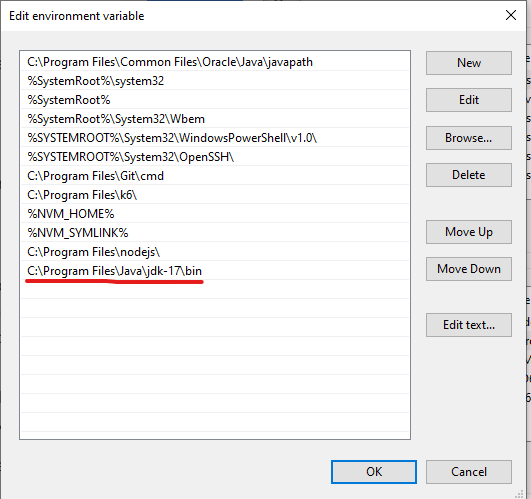 Edit environment variable
C:\Program Files\Common Files\Oracle\Java\javapath
%SystemRoot%\system32
%SystemRoot%
%SystemRoot%\System32\Wbem
%SYSTEMROOT%\System32\WindowsPowerShell\v1.0\
%SYSTEMROOT%\System32\OpenSSH\
C:\Program Files\Git\cmd
C:\Program Files\k6\
%NVM_HOME%
%NVM_SYMLINK%
C:\Program Files\nodejs\
C:\Program Files\Java\jdk-17\bin
New
Edit
Browse...
Delete
Move Up
Move Down
Edit text...
OK
Cancel